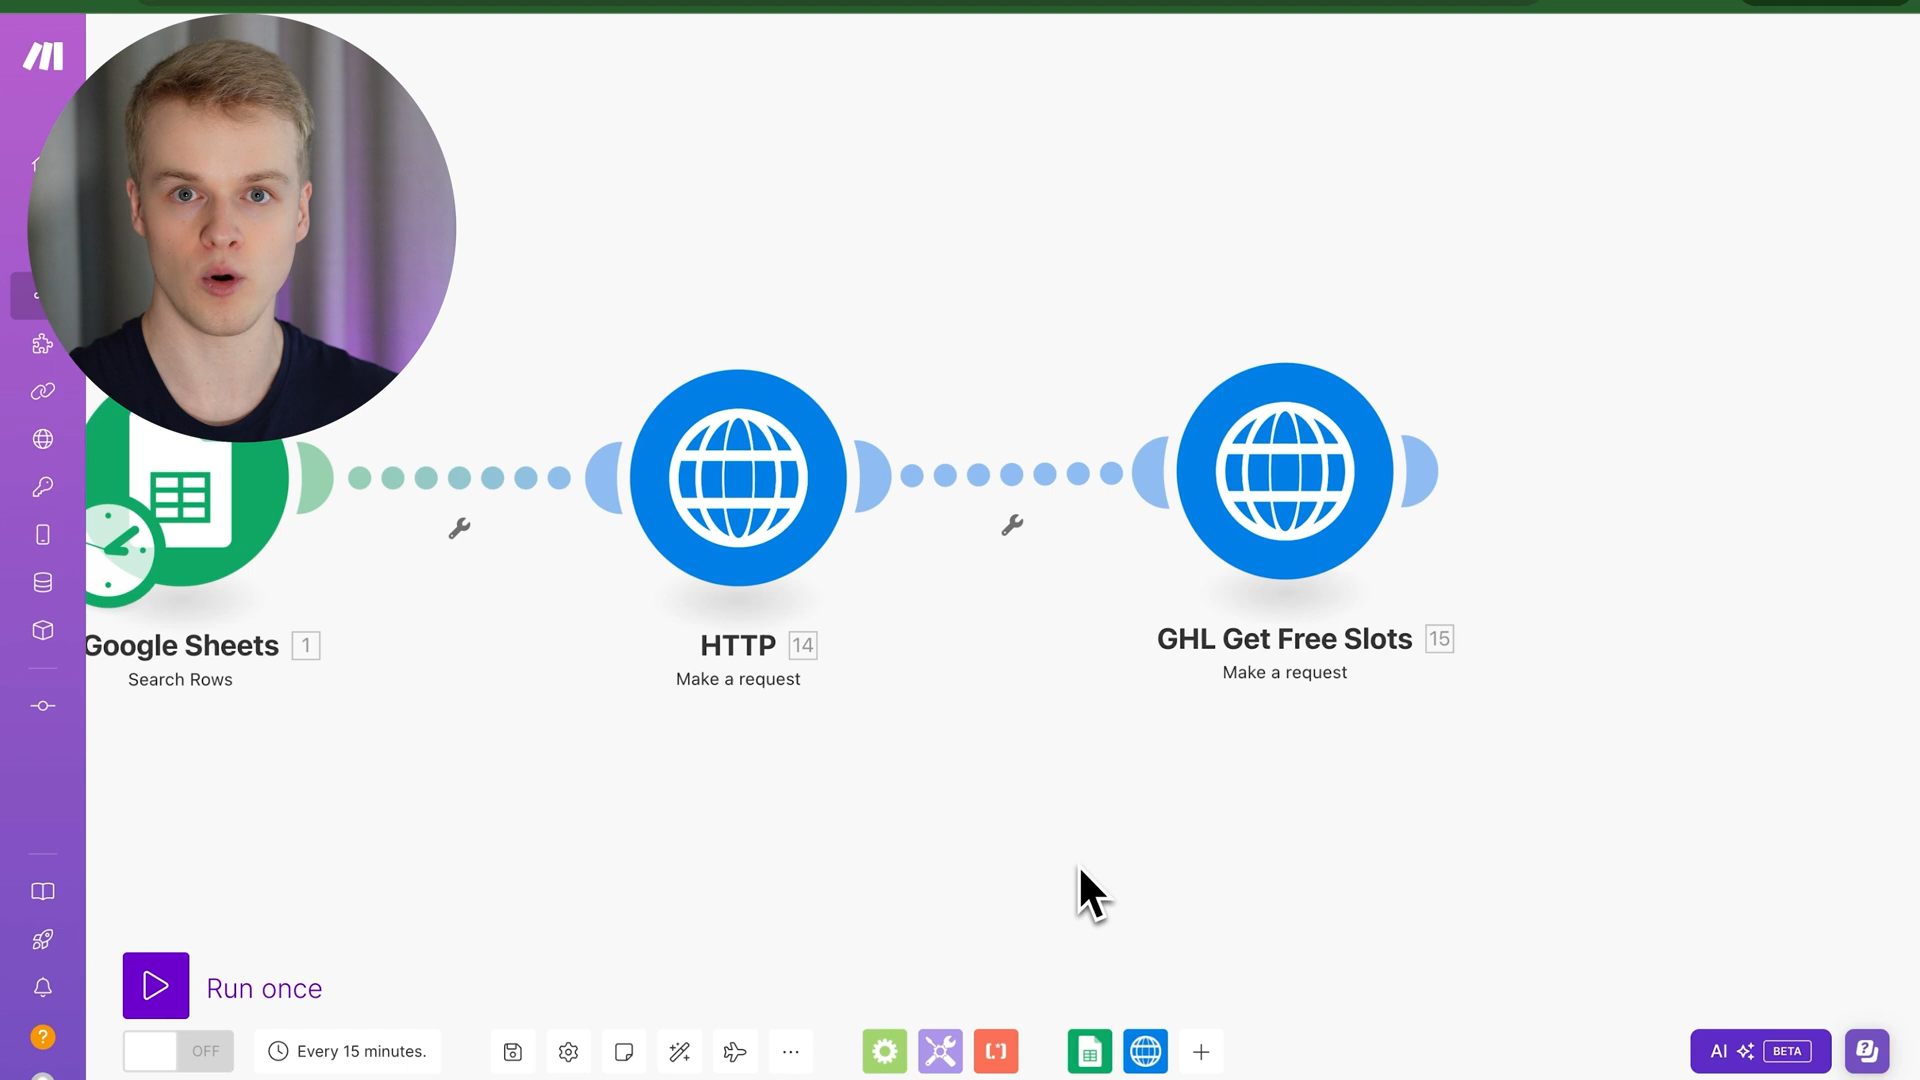 Google Sheets 1
Search Rows
HTTP 14
Make a request
GHL Get Free Slots 15
Make a request
Run once
OFF
Every 15 minutes.
AI BETA